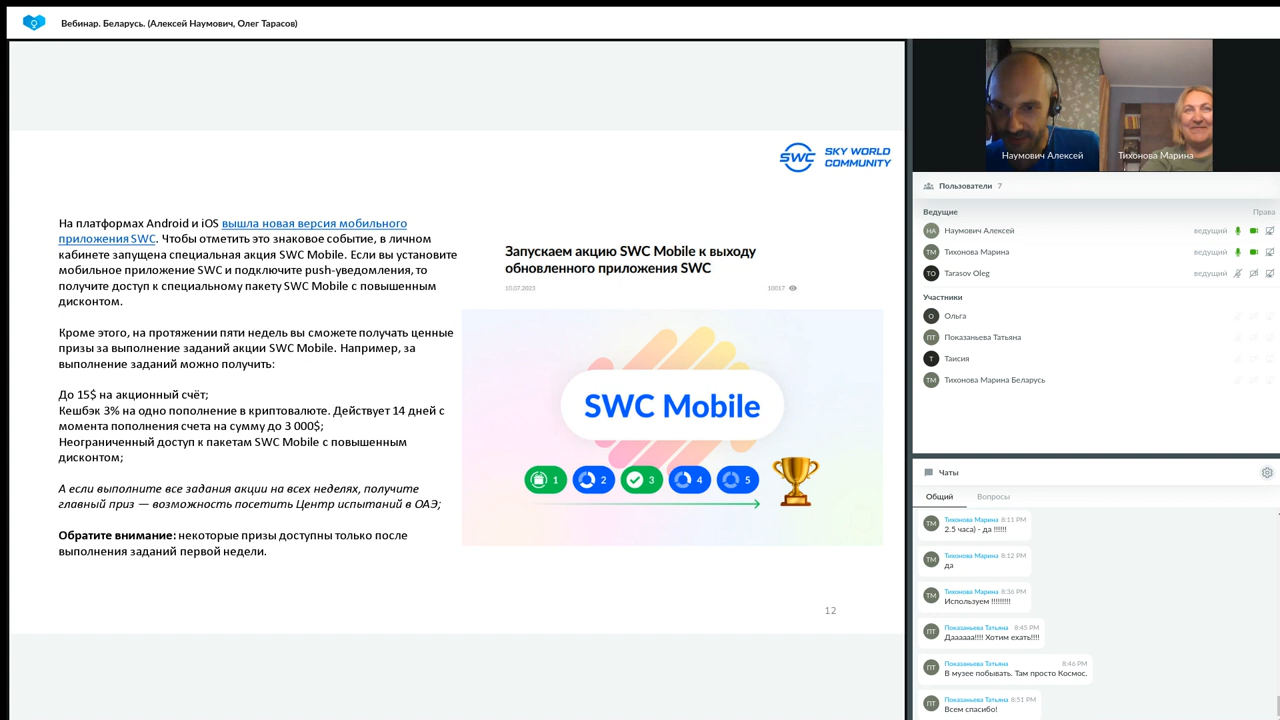 Вебинар. Беларусь. (Алексей Наумович, Олег Тарасов)
SWC SKY WORLD
COMMUNITY
На платформах Android и iOS вышла новая версия мобильного
приложения SWC. Чтобы отметить это знаковое событие, в личном
кабинете запущена специальная акция SWC Mobile. Если вы установите
мобильное приложение SWC и подключите push-уведомления, то
получите доступ к специальному пакету SWC Mobile с повышенным
дисконтом.
Кроме этого, на протяжении пяти недель вы сможете получать ценные
призы за выполнение заданий акции SWC Mobile. Например, за
выполнение заданий можно получить:
До 15$ на акционный счёт;
Кешбэк 3% на одно пополнение в криптовалюте. Действует 14 дней с
момента пополнения счета на сумму до 3 000$;
Неограниченный доступ к пакетам SWC Mobile с повышенным
дисконтом;
А если выполните все задания акции на всех неделях, получите
главный приз — возможность посетить Центр испытаний в ОАЭ;
Обратите внимание: некоторые призы доступны только после
выполнения заданий первой недели.
Запускаем акцию SWC Mobile к выходу
обновленного приложения SWC
10.07.2023 10017
SWC Mobile
1 2 3 4 5
12
Наумович Алексей Тихонова Марина
Пользователи 7
Ведущие Права
НА Наумович Алексей ведущий
ТМ Тихонова Марина ведущий
TO Tarasov Oleg ведущий
Участники
О Ольга
ПТ Показаньева Татьяна
Т Таисия
ТМ Тихонова Марина Беларусь
Чаты
Общий Вопросы
ТМ Тихонова Марина 8:11 PM
2.5 часа) - да !!!!!!
ТМ Тихонова Марина 8:12 PM
да
ТМ Тихонова Марина 8:36 PM
Используем !!!!!!!!!
ПТ Показаньева Татьяна 8:45 PM
Даааааа!!!! Хотим ехать!!!!
ПТ Показаньева Татьяна 8:46 PM
В музее побывать. Там просто Космос.
ПТ Показаньева Татьяна 8:51 PM
Всем спасибо!